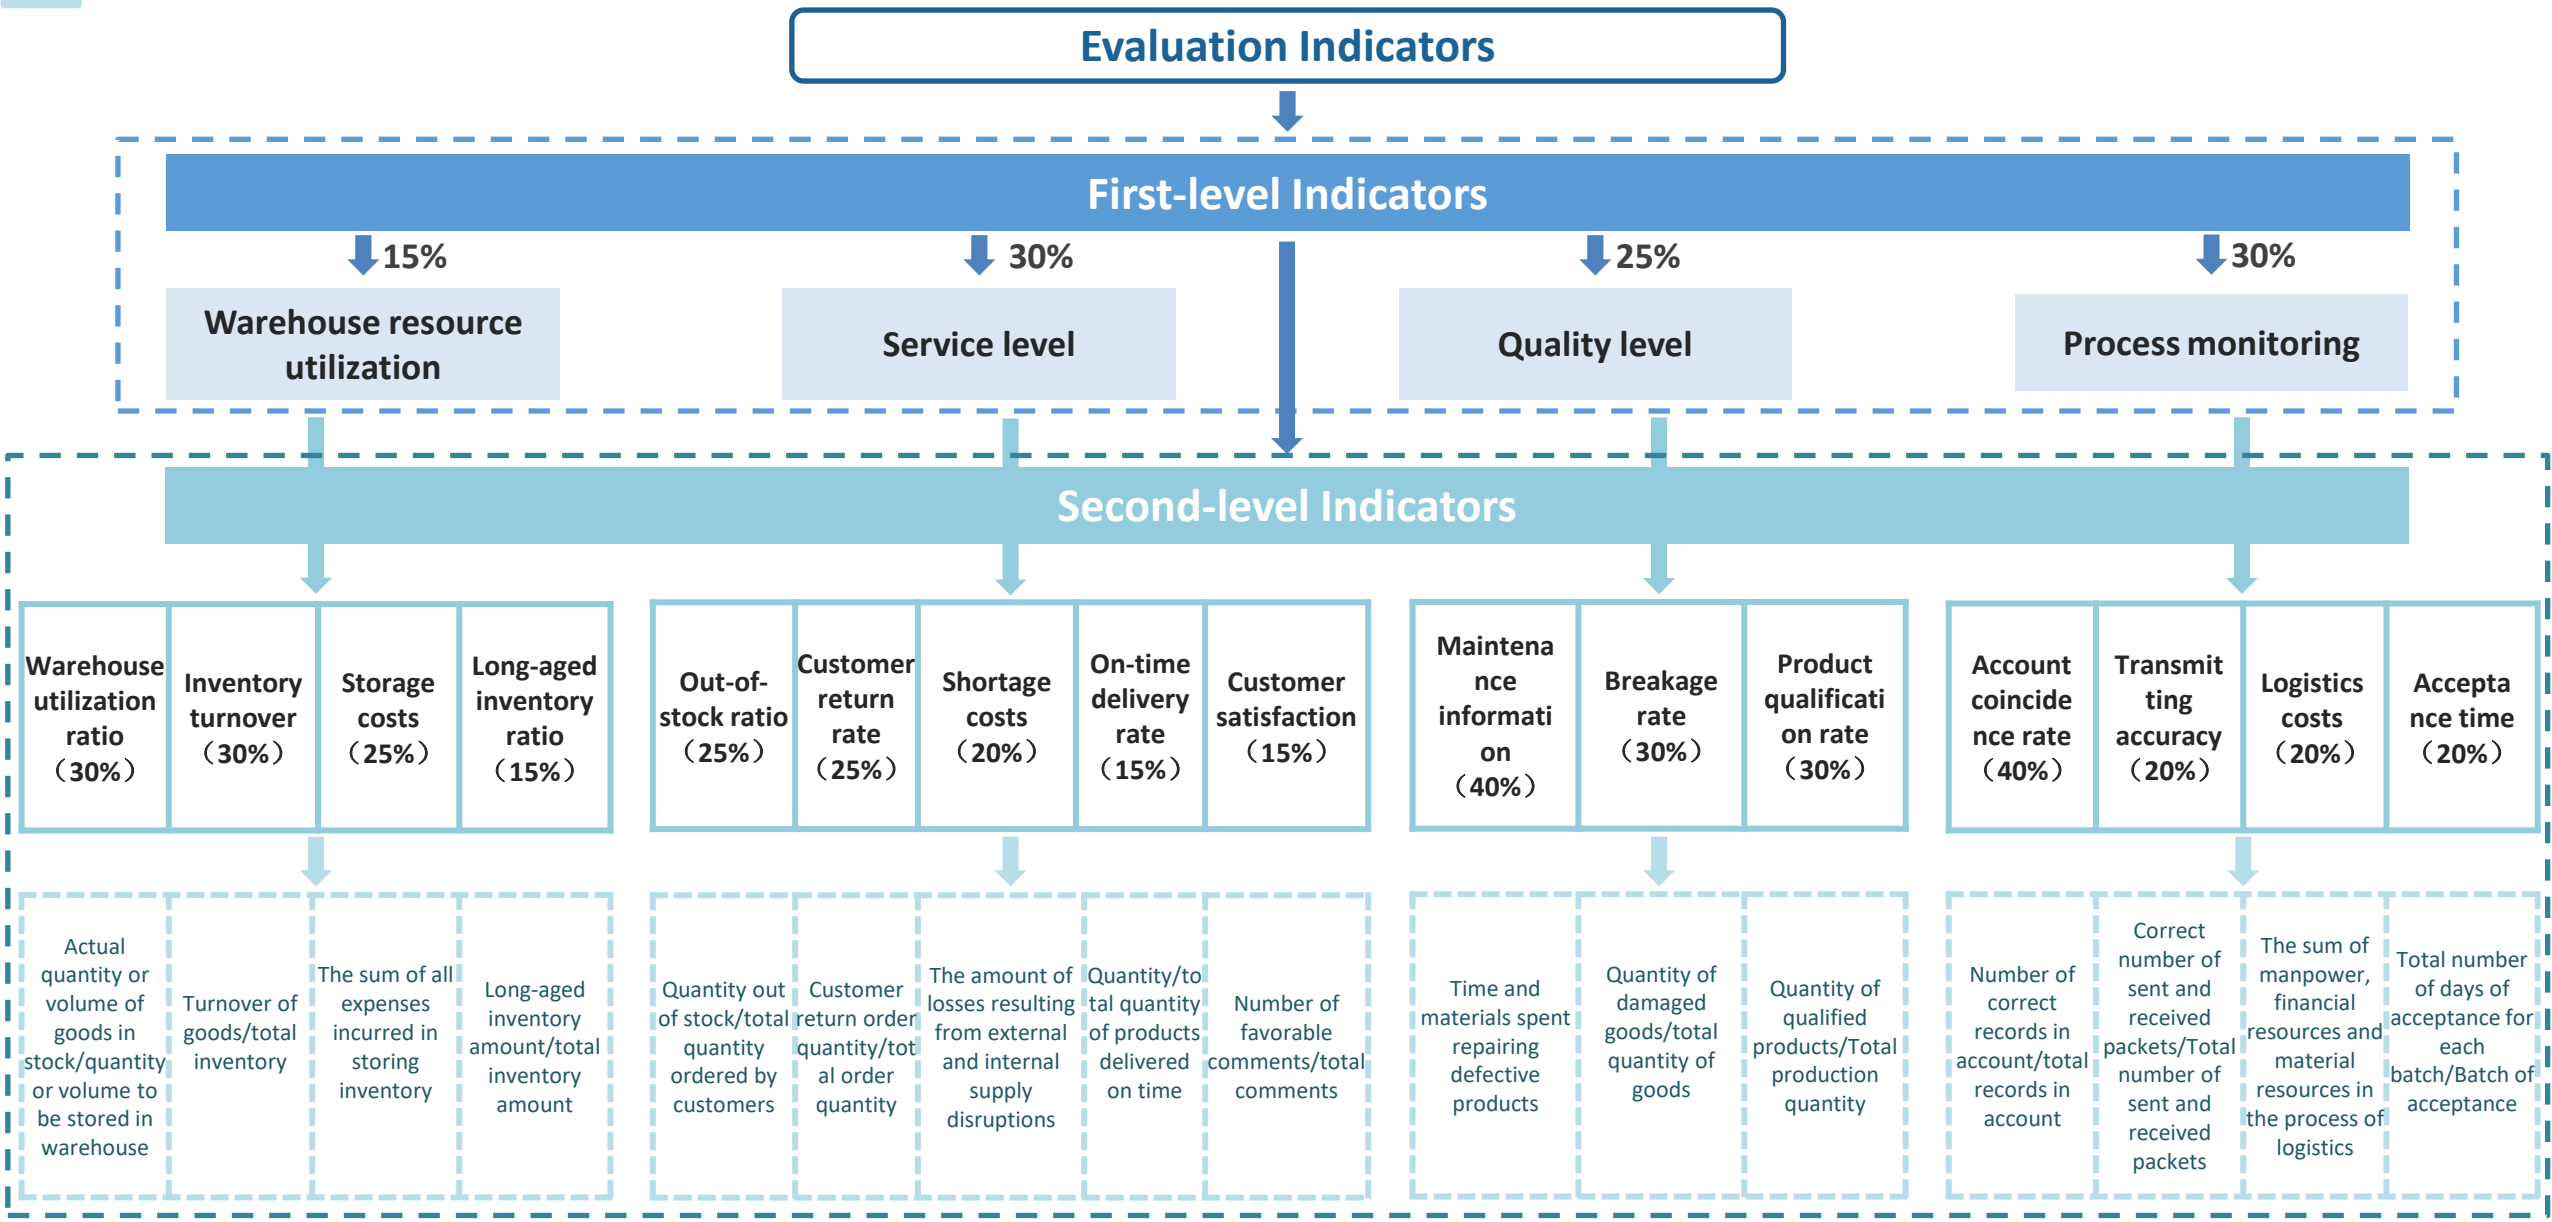 Evaluation Indicators
First-level Indicators
15%
30%
25%
30%
Warehouse resource
utilization
Service level
Quality level
Process monitoring
Second-level Indicators
Warehouse
utilization
ratio
（30%）
Inventory
turnover
（30%）
Storage
costs
（25%）
Long-aged
inventory
ratio
（15%）
Out-of-
stock ratio
（25%）
Customer
return
rate
（25%）
Shortage
costs
（20%）
On-time
delivery
rate
（15%）
Customer
satisfaction
（15%）
Maintena
nce
informati
on
（40%）
Breakage
rate
（30%）
Product
qualificati
on rate
（30%）
Account
coincide
nce rate
（40%）
Transmit
ting
accuracy
（20%）
Logistics
costs
（20%）
Accepta
nce time
（20%）
Actual
quantity or
volume of
goods in
stock/quantity
or volume to
be stored in
warehouse
Turnover of
goods/total
inventory
The sum of all
expenses
incurred in
storing
inventory
Long-aged
inventory
amount/total
inventory
amount
Quantity out
of stock/total
quantity
ordered by
customers
Customer
return order
quantity/tot
al order
quantity
The amount of
losses resulting
from external
and internal
supply
disruptions
Quantity/to
tal quantity
of products
delivered
on time
Number of
favorable
comments/total
comments
Time and
materials spent
repairing
defective
products
Quantity of
damaged
goods/total
quantity of
goods
Quantity of
qualified
products/Total
production
quantity
Number of
correct
records in
account/total
records in
account
Correct
number of
sent and
received
packets/Total
number of
sent and
received
packets
The sum of
manpower,
financial
resources and
material
resources in
the process of
logistics
Total number
of days of
acceptance for
each
batch/Batch of
acceptance